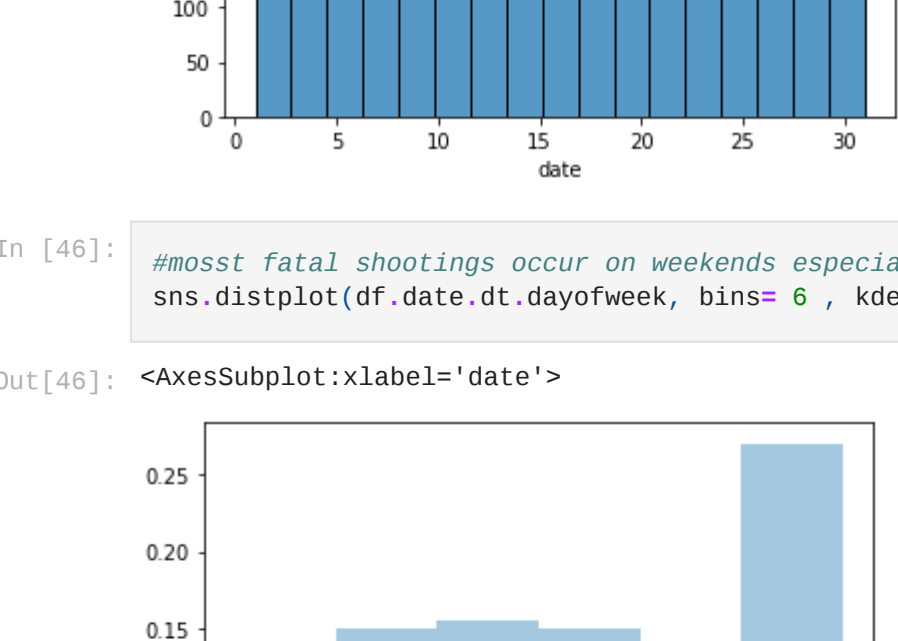 100
50
0
0 5 10 15 20 25 30
date
In [46]:
#mosst fatal shootings occur on weekends especia
sns.distplot(df.date.dt.dayofweek, bins= 6 , kde
Out[46]: <AxesSubplot:xlabel='date'>
0.25
0.20
0.15